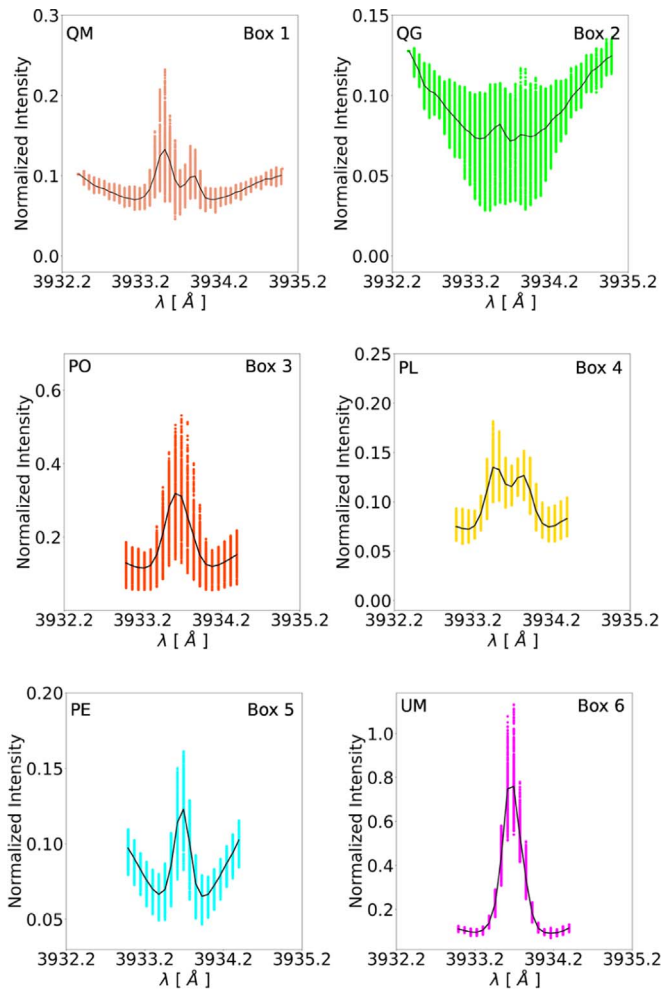 QM Box 1
0.3
0.2
0.1
0.0
Normalized Intensity
3932.2 3933.2 3934.2 3935.2
λ [ Å ]
QG Box 2
0.15
0.10
0.05
0.00
Normalized Intensity
3932.2 3933.2 3934.2 3935.2
λ [ Å ]
PO Box 3
0.6
0.4
0.2
Normalized Intensity
3932.2 3933.2 3934.2 3935.2
λ [ Å ]
PL Box 4
0.25
0.20
0.15
0.10
0.05
0.00
Normalized Intensity
3932.2 3933.2 3934.2 3935.2
λ [ Å ]
PE Box 5
0.20
0.15
0.10
0.05
Normalized Intensity
3932.2 3933.2 3934.2 3935.2
λ [ Å ]
UM Box 6
1.0
0.8
0.6
0.4
0.2
Normalized Intensity
3932.2 3933.2 3934.2 3935.2
λ [ Å ]